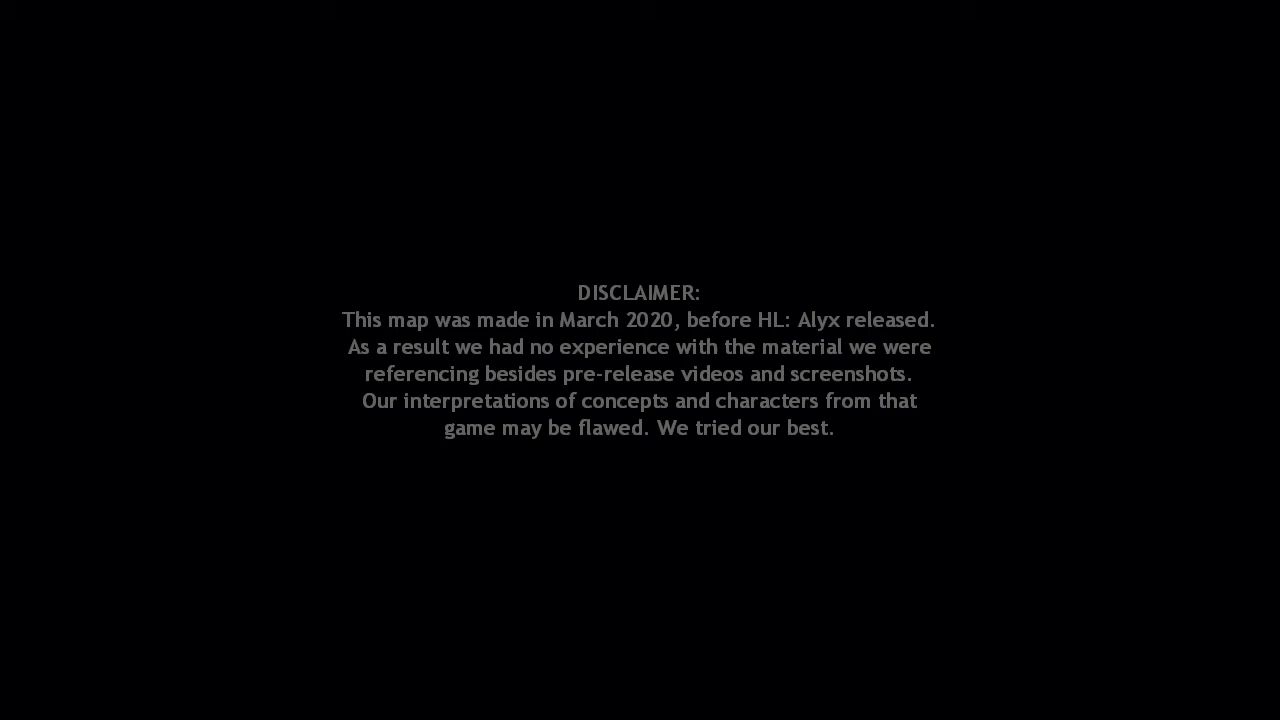 DISCLAIMER:
This map was made in March 2020, before HL: Alyx released.
As a result we had no experience with the material we were
referencing besides pre-release videos and screenshots.
Our interpretations of concepts and characters from that
game may be flawed. We tried our best.